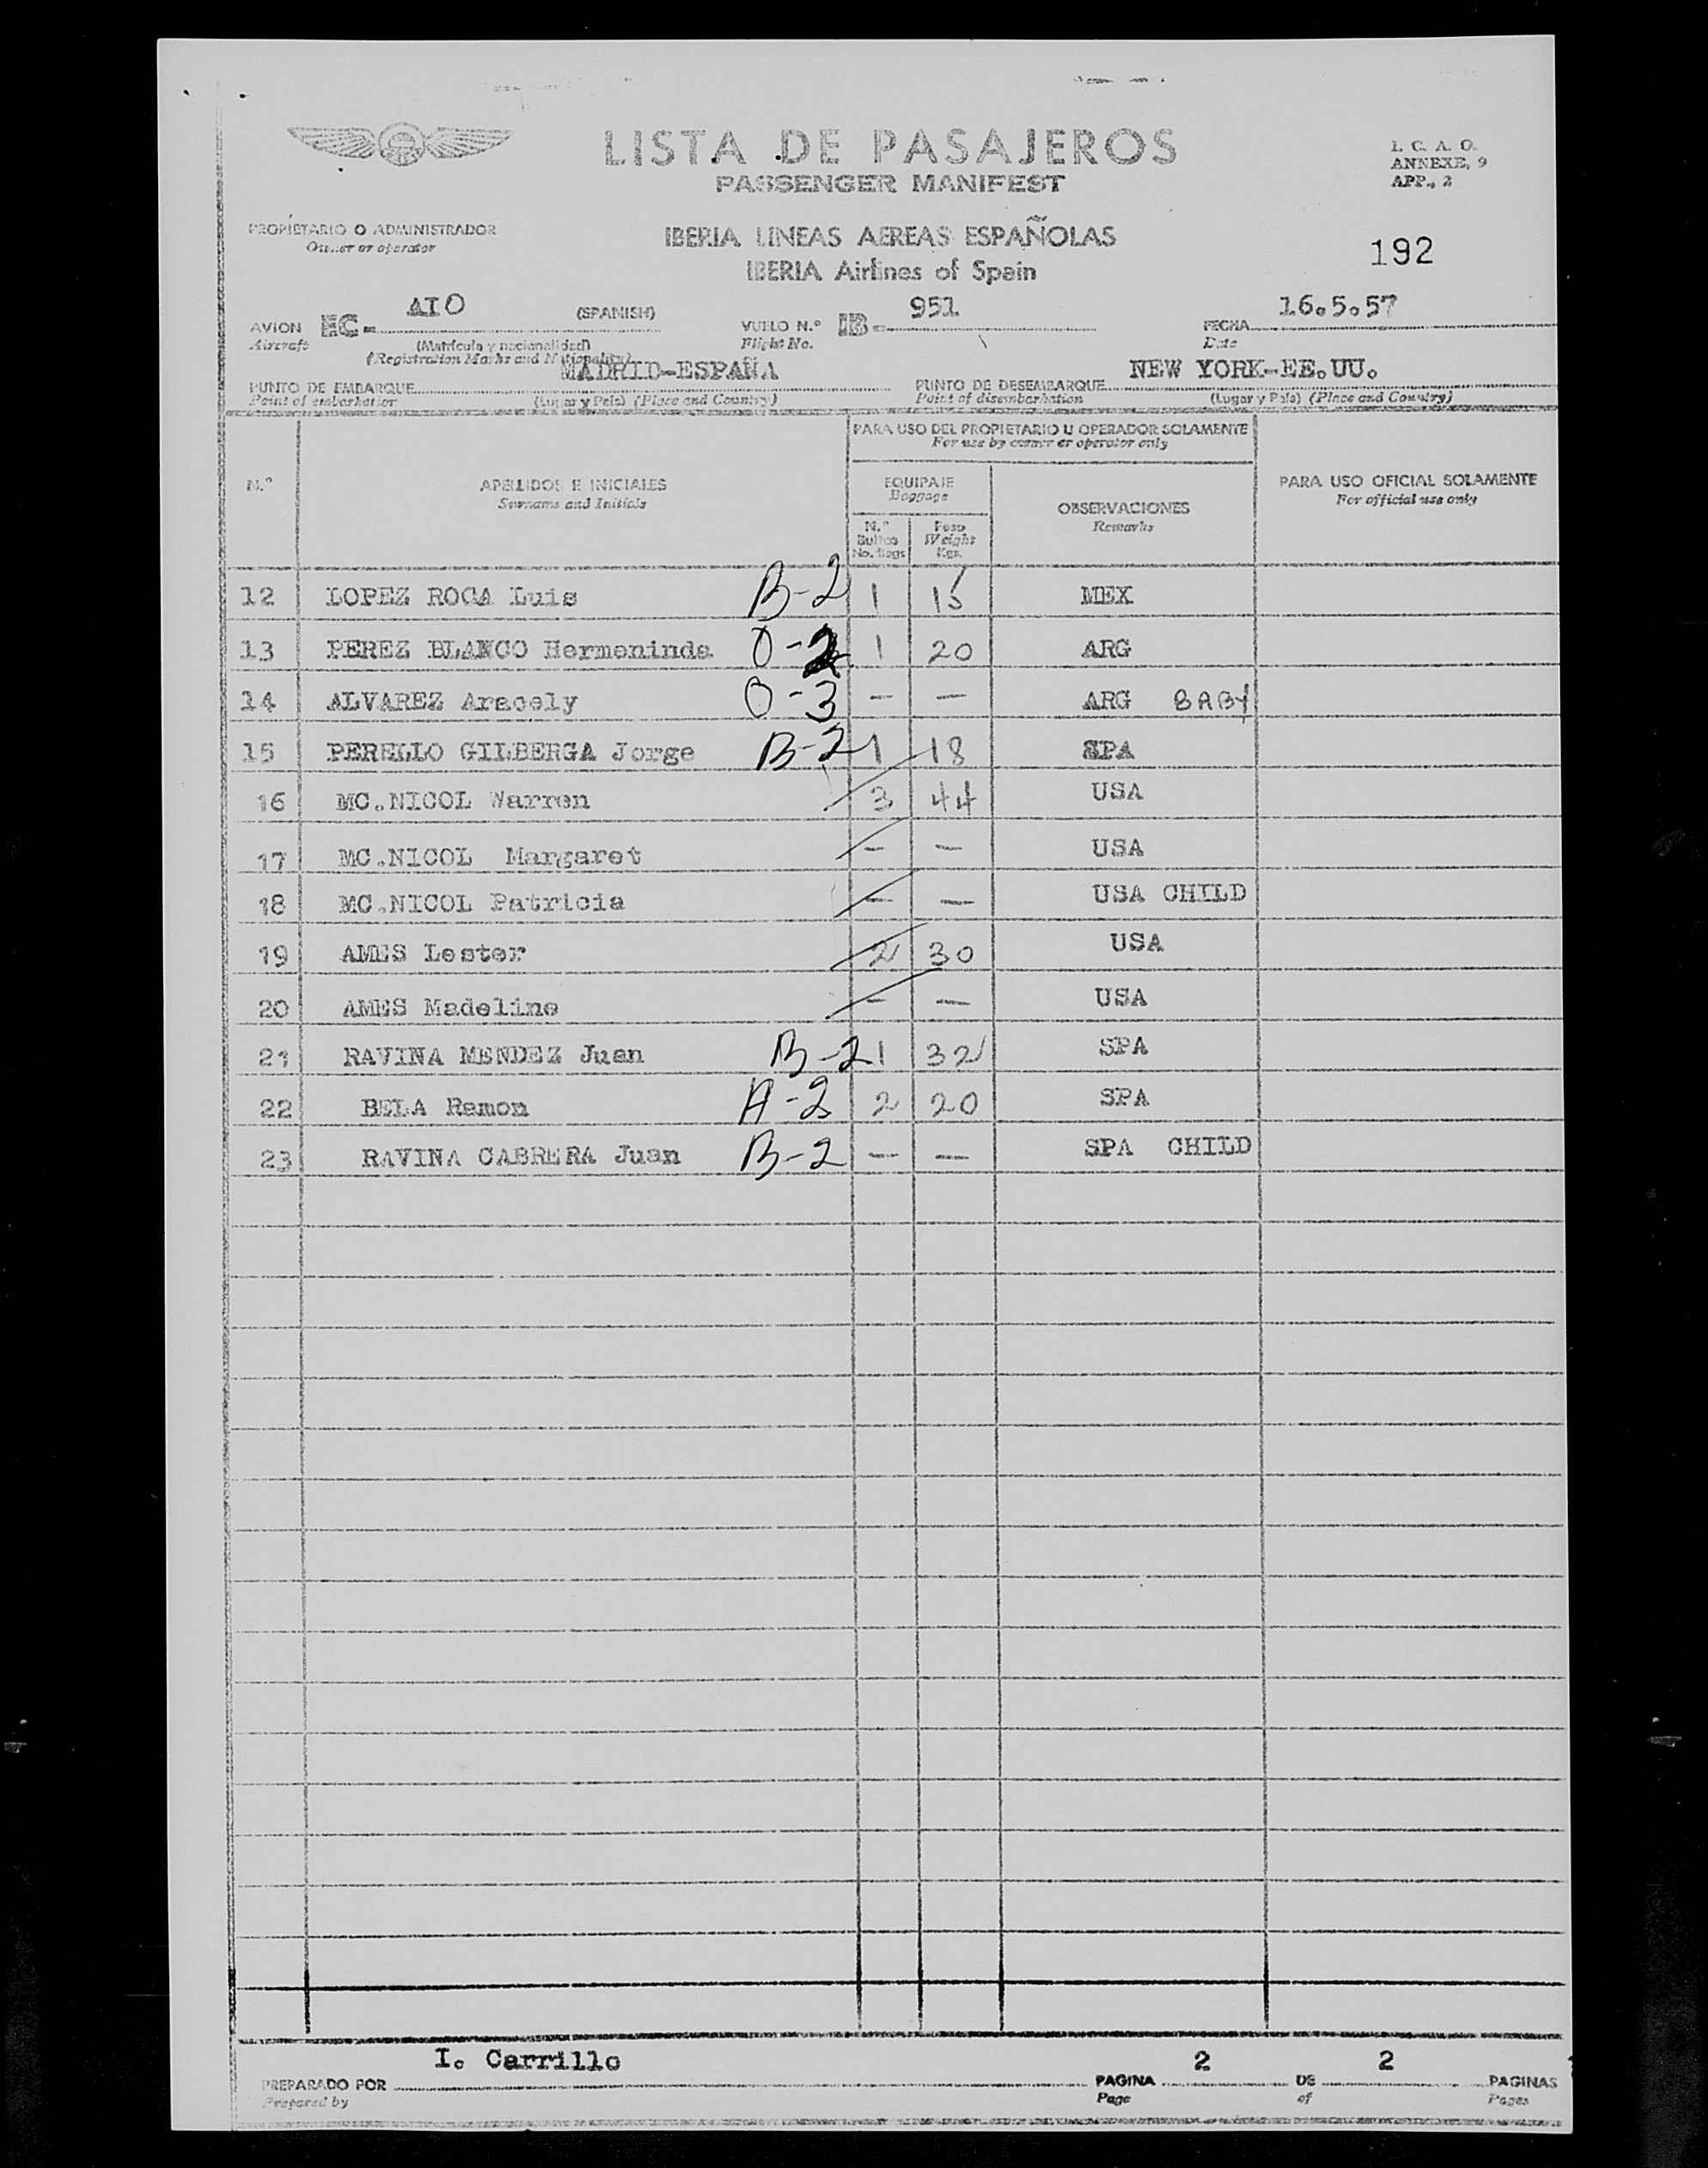 LISTA DE PASAJEROS
PASSENGER MANIFEST
I. C. A. O.
ANNEXE, 9
APP., 2
PROPIETARIO O ADMINISTRADOR
Owner or operator
IBERIA LINEAS AEREAS ESPAÑOLAS
IBERIA Airlines of Spain
192
AVION EC- AIO (SPANISH) VUELO N.º IB- 951 FECHA 16.5.57
Aircraft (Matrícula y nacionalidad) Flight No. Date
(Registration Marks and Nationality)
PUNTO DE EMBARQUE MADRID-ESPAÑA PUNTO DE DESEMBARQUE NEW YORK-EE.UU.
Point of embarkation (Lugar y País) (Place and Country) Point of disembarkation (Lugar y País) (Place and Country)
PARA USO DEL PROPIETARIO U OPERADOR SOLAMENTE
For use by owner or operator only
N.º APELLIDOS E INICIALES EQUIPAJE OBSERVACIONES PARA USO OFICIAL SOLAMENTE
Surnams and Initials Baggage Remarks For official use only
N.º Bultos No. Bags Peso Weight Kgs.
12 LOPEZ ROCA Luis B-2 1 15 MEX
13 PEREZ BLANCO Hermeninda O-2 1 20 ARG
14 ALVAREZ Aracely O-3 — — ARG BABY
15 PERELLO GILBERGA Jorge B-2 1 18 SPA
16 MC.NICOL Warren 3 44 USA
17 MC.NICOL Margaret — — USA
18 MC.NICOL Patricia — — USA CHILD
19 AMES Lester 2 30 USA
20 AMES Madeline — — USA
21 RAVINA MENDEZ Juan B-2 1 32 SPA
22 BELA Ramon A-2 2 20 SPA
23 RAVINA CABRERA Juan B-2 — — SPA CHILD
PREPARADO POR I. Carrillo PAGINA 2 DE 2 PAGINAS
Prepared by Page of Pages